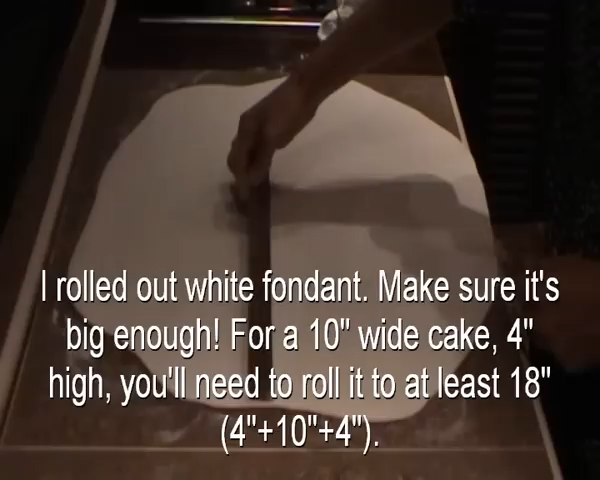 I rolled out white fondant. Make sure it's
big enough! For a 10" wide cake, 4"
high, you'll need to roll it to at least 18"
(4"+10"+4").